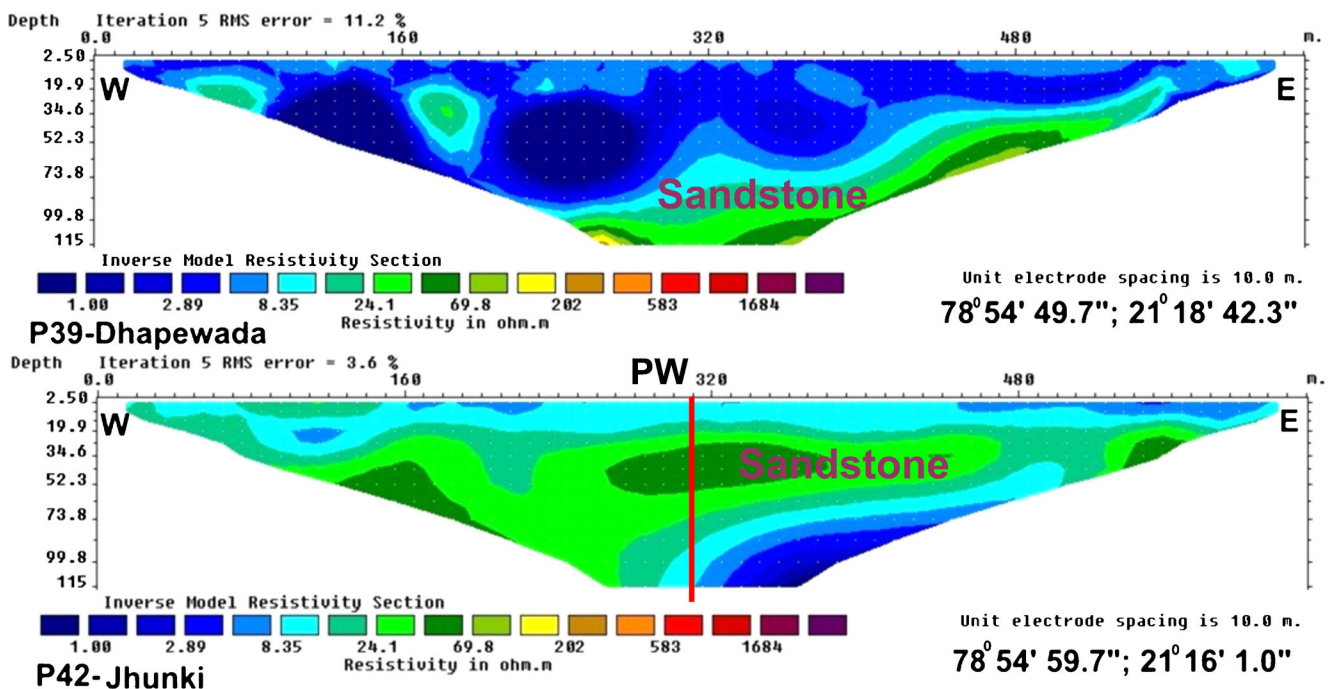 Depth Iteration 5 RMS error = 11.2 %
0.0 160 320 480 m.
2.50
19.9
34.6
52.3
73.8
99.8
115
W E
Sandstone
Inverse Model Resistivity Section
1.00 2.89 8.35 24.1 69.8 202 583 1684
Resistivity in ohm.m
Unit electrode spacing is 10.0 m.
78⁰54' 49.7"; 21⁰18' 42.3"
P39-Dhapewada
Depth Iteration 5 RMS error = 3.6 %
PW
0.0 160 320 480 m.
2.50
19.9
34.6
52.3
73.8
99.8
115
W E
Sandstone
Inverse Model Resistivity Section
1.00 2.89 8.35 24.1 69.8 202 583 1684
Resistivity in ohm.m
Unit electrode spacing is 10.0 m.
78⁰54' 59.7"; 21⁰16' 1.0"
P42-Jhunki